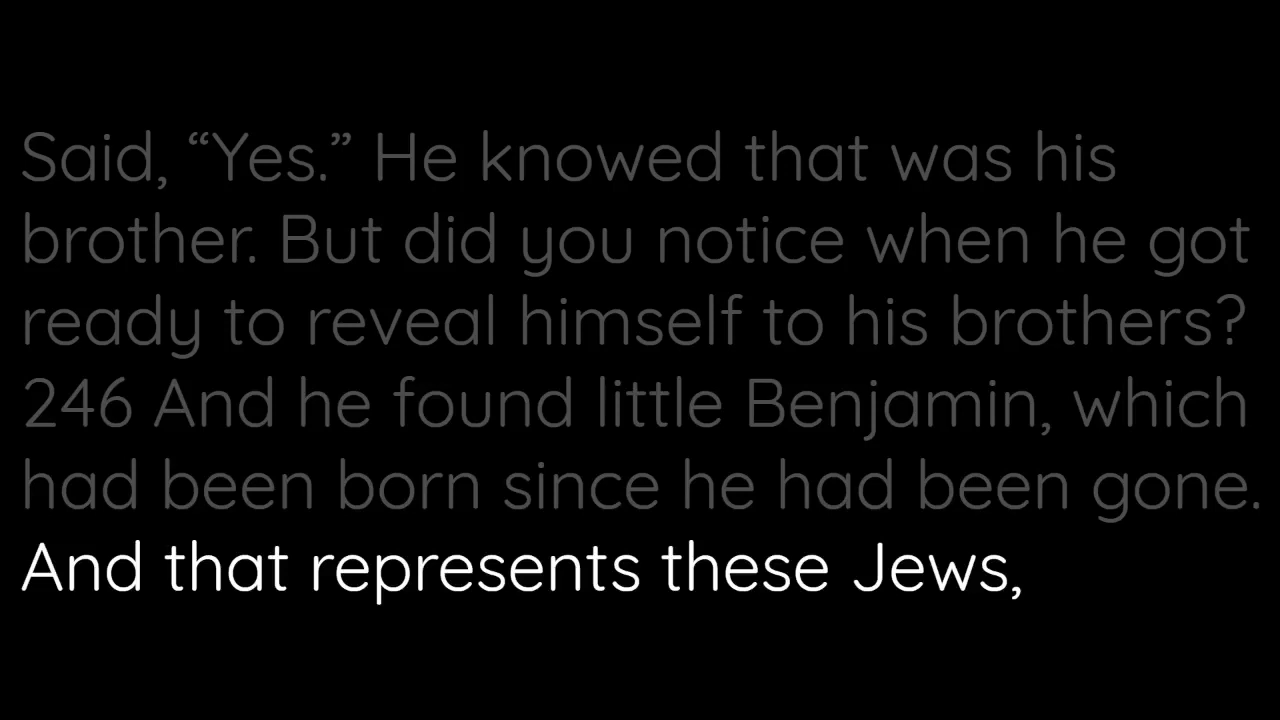 Said, “Yes.” He knowed that was his
brother. But did you notice when he got
ready to reveal himself to his brothers?
246 And he found little Benjamin, which
had been born since he had been gone.
And that represents these Jews,